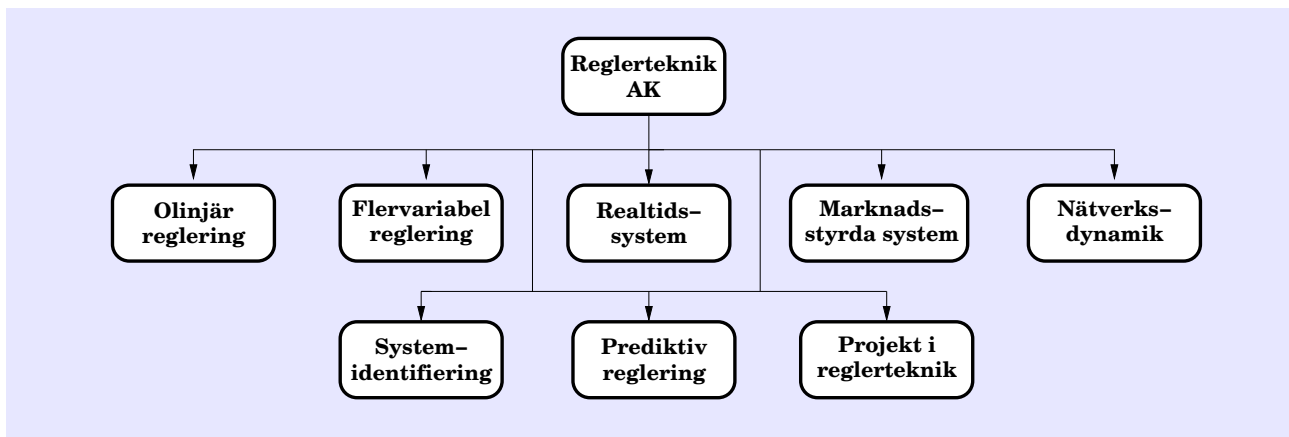 Reglerteknik
AK
Olinjär
reglering
Flervariabel
reglering
Realtids–
system
Marknads–
styrda system
Nätverks–
dynamik
System–
identifiering
Prediktiv
reglering
Projekt i
reglerteknik